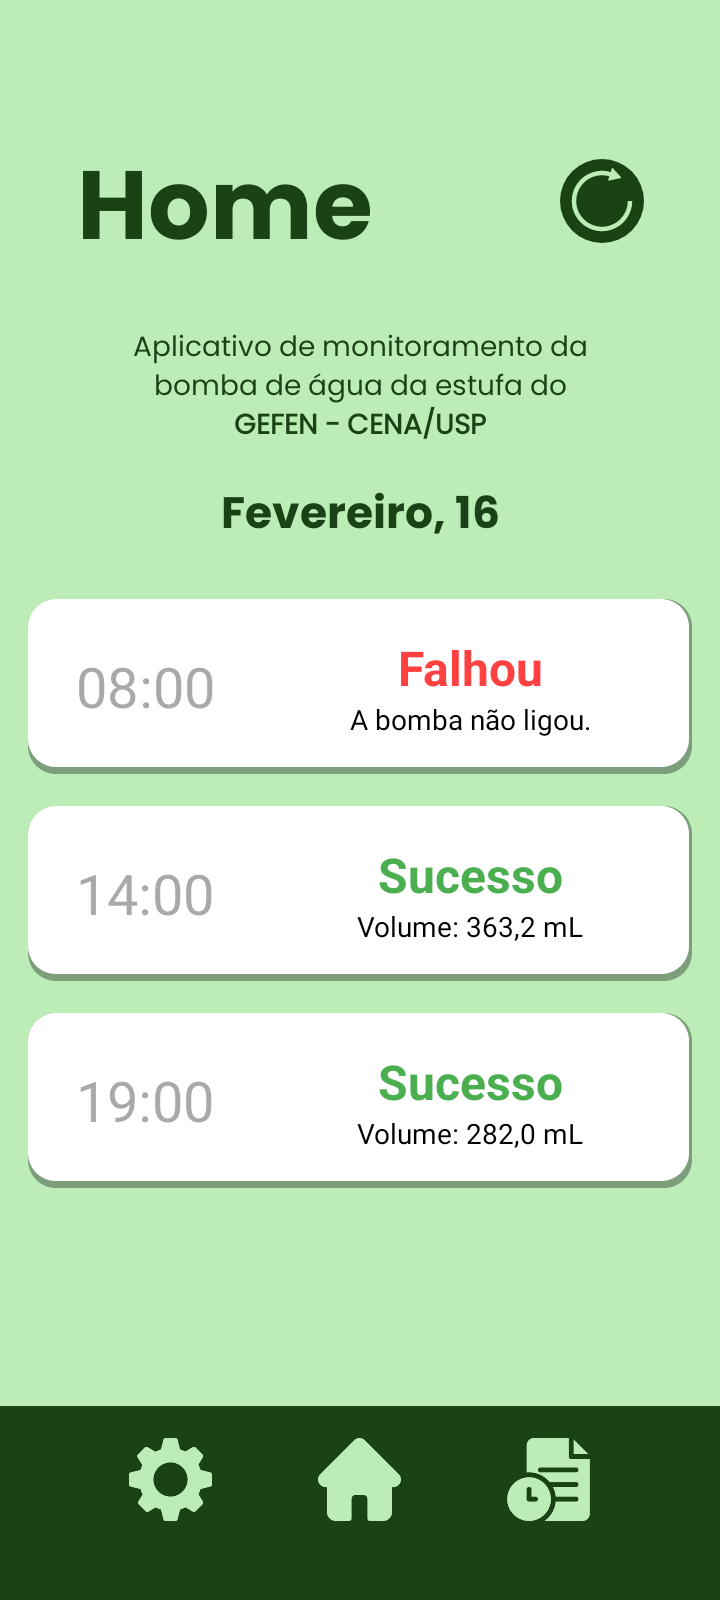 Home
Aplicativo de monitoramento da
bomba de água da estufa do
GEFEN - CENA/USP
Fevereiro, 16
08:00
Falhou
A bomba não ligou.
14:00
Sucesso
Volume: 363,2 mL
19:00
Sucesso
Volume: 282,0 mL